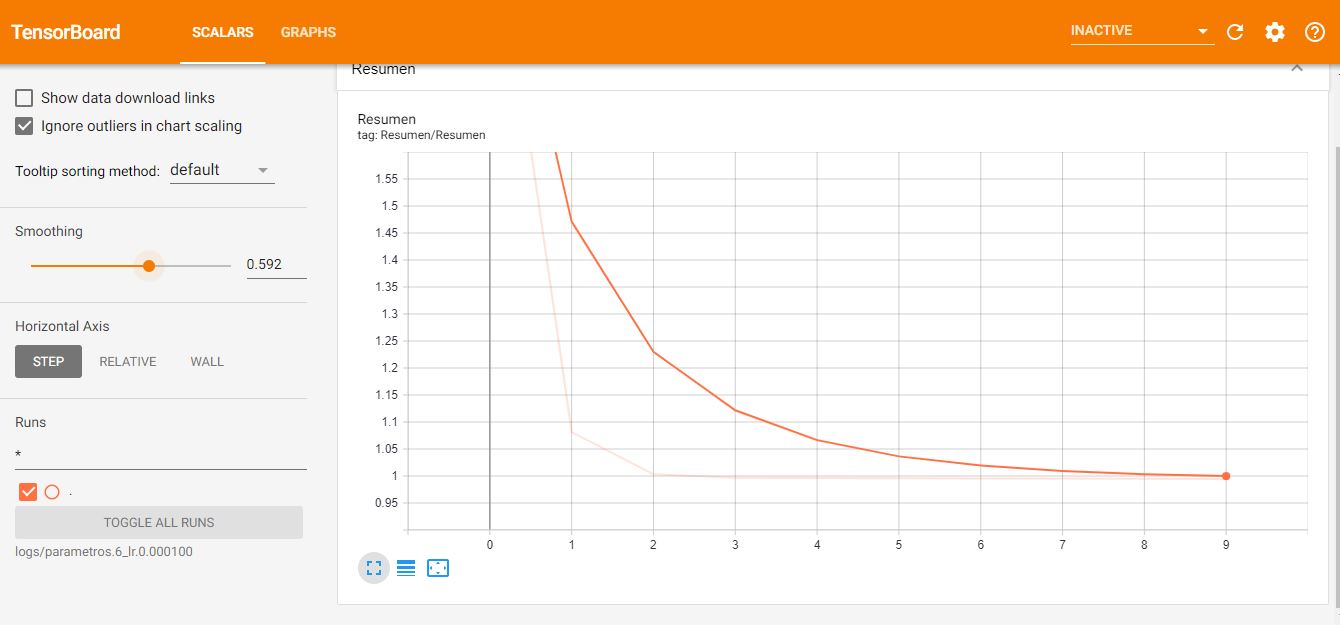 TensorBoard SCALARS GRAPHS INACTIVE
Show data download links
Ignore outliers in chart scaling
Tooltip sorting method: default
Smoothing
0.592
Horizontal Axis
STEP RELATIVE WALL
Runs
*
.
TOGGLE ALL RUNS
logs/parametros.6_lr.0.000100
Resumen
Resumen
tag: Resumen/Resumen
1.55
1.5
1.45
1.4
1.35
1.3
1.25
1.2
1.15
1.1
1.05
1
0.95
0 1 2 3 4 5 6 7 8 9